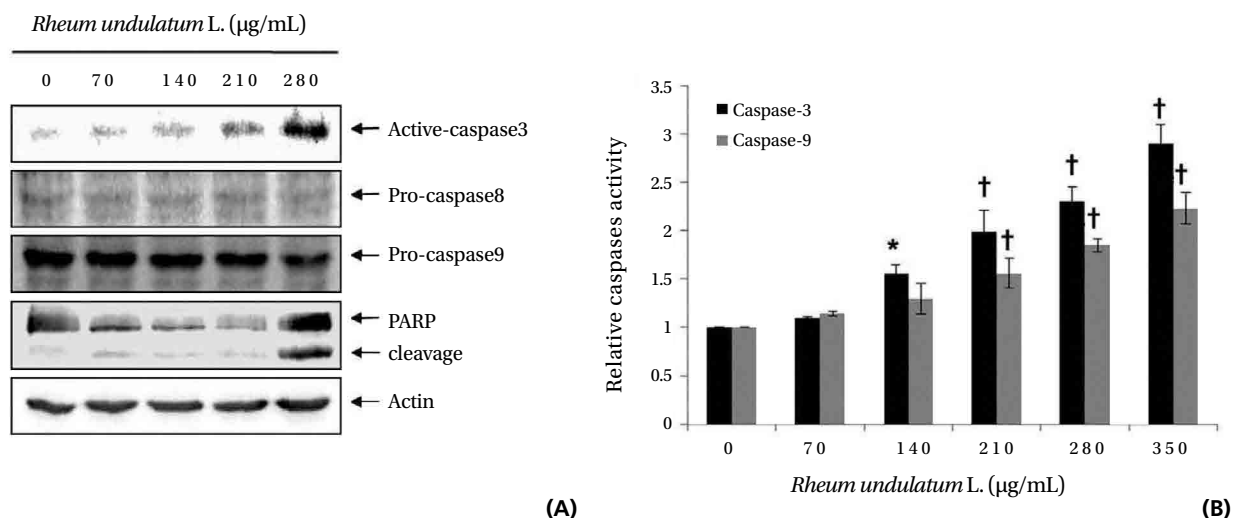 Rheum undulatum L. (µg/mL)
0 70 140 210 280
Active-caspase3
Pro-caspase8
Pro-caspase9
PARP
cleavage
Actin
(A)
Relative caspases activity
3.5
3
2.5
2
1.5
1
0.5
0
Caspase-3
Caspase-9
*
†
†
†
†
†
†
0 70 140 210 280 350
Rheum undulatum L. (µg/mL)
(B)